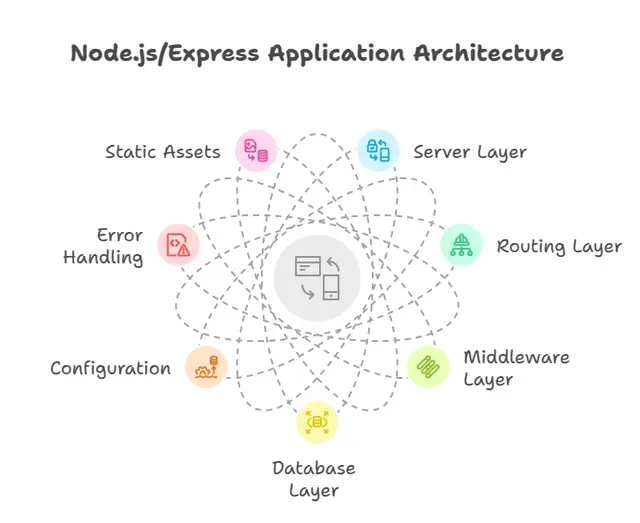 Node.js/Express Application Architecture
Static Assets
Server Layer
Error
Handling
Routing Layer
Configuration
Middleware
Layer
Database
Layer